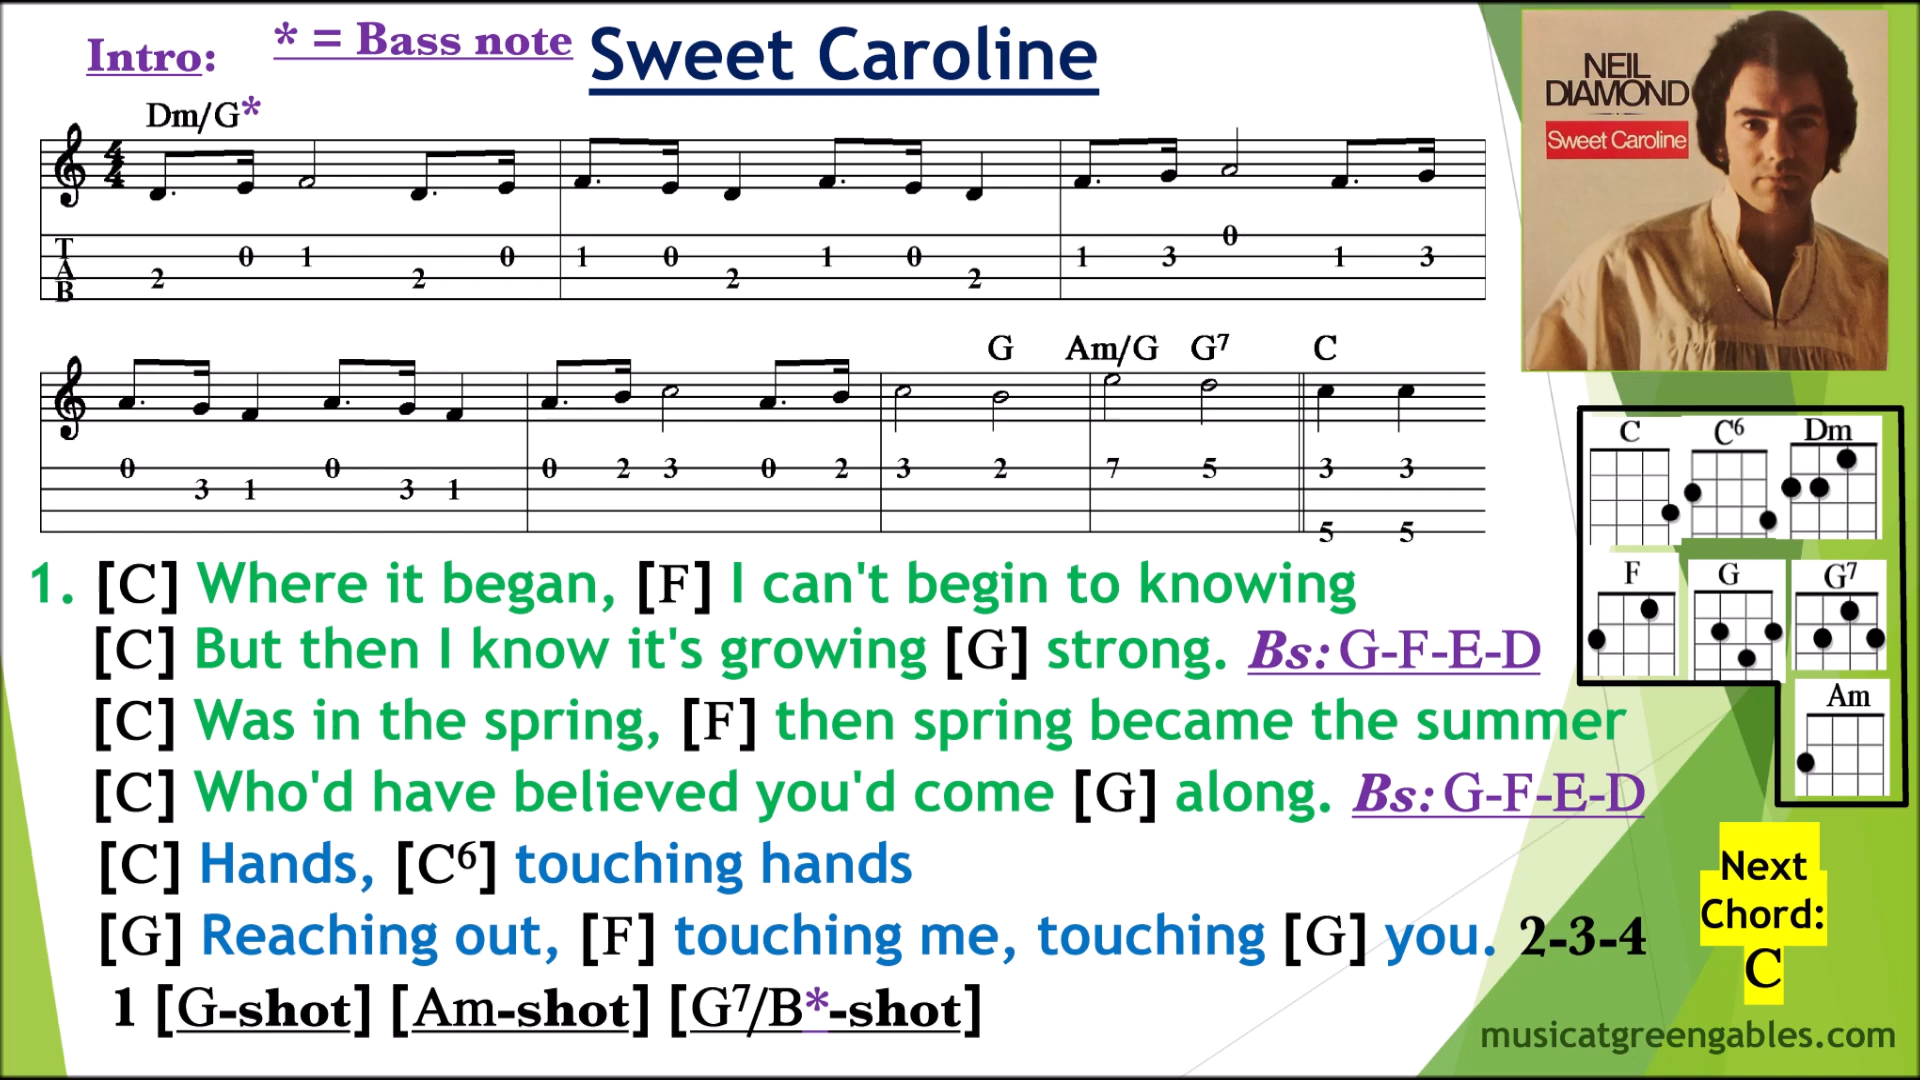 Intro: * = Bass note Sweet Caroline
NEIL
DIAMOND
Sweet Caroline
Dm/G*
4
4
T
A
B
2 0 1 2 0 1 0 2 1 0 2 1 3 0 1 3
G Am/G G7 C
0 3 1 0 3 1 0 2 3 0 2 3 2 7 5 3 3
5 5
C C6 Dm
F G G7
Am
1. [C] Where it began, [F] I can't begin to knowing
[C] But then I know it's growing [G] strong. Bs: G-F-E-D
[C] Was in the spring, [F] then spring became the summer
[C] Who'd have believed you'd come [G] along. Bs: G-F-E-D
[C] Hands, [C6] touching hands
[G] Reaching out, [F] touching me, touching [G] you. 2-3-4
1 [G-shot] [Am-shot] [G7/B*-shot]
Next
Chord:
C
musicatgreengables.com